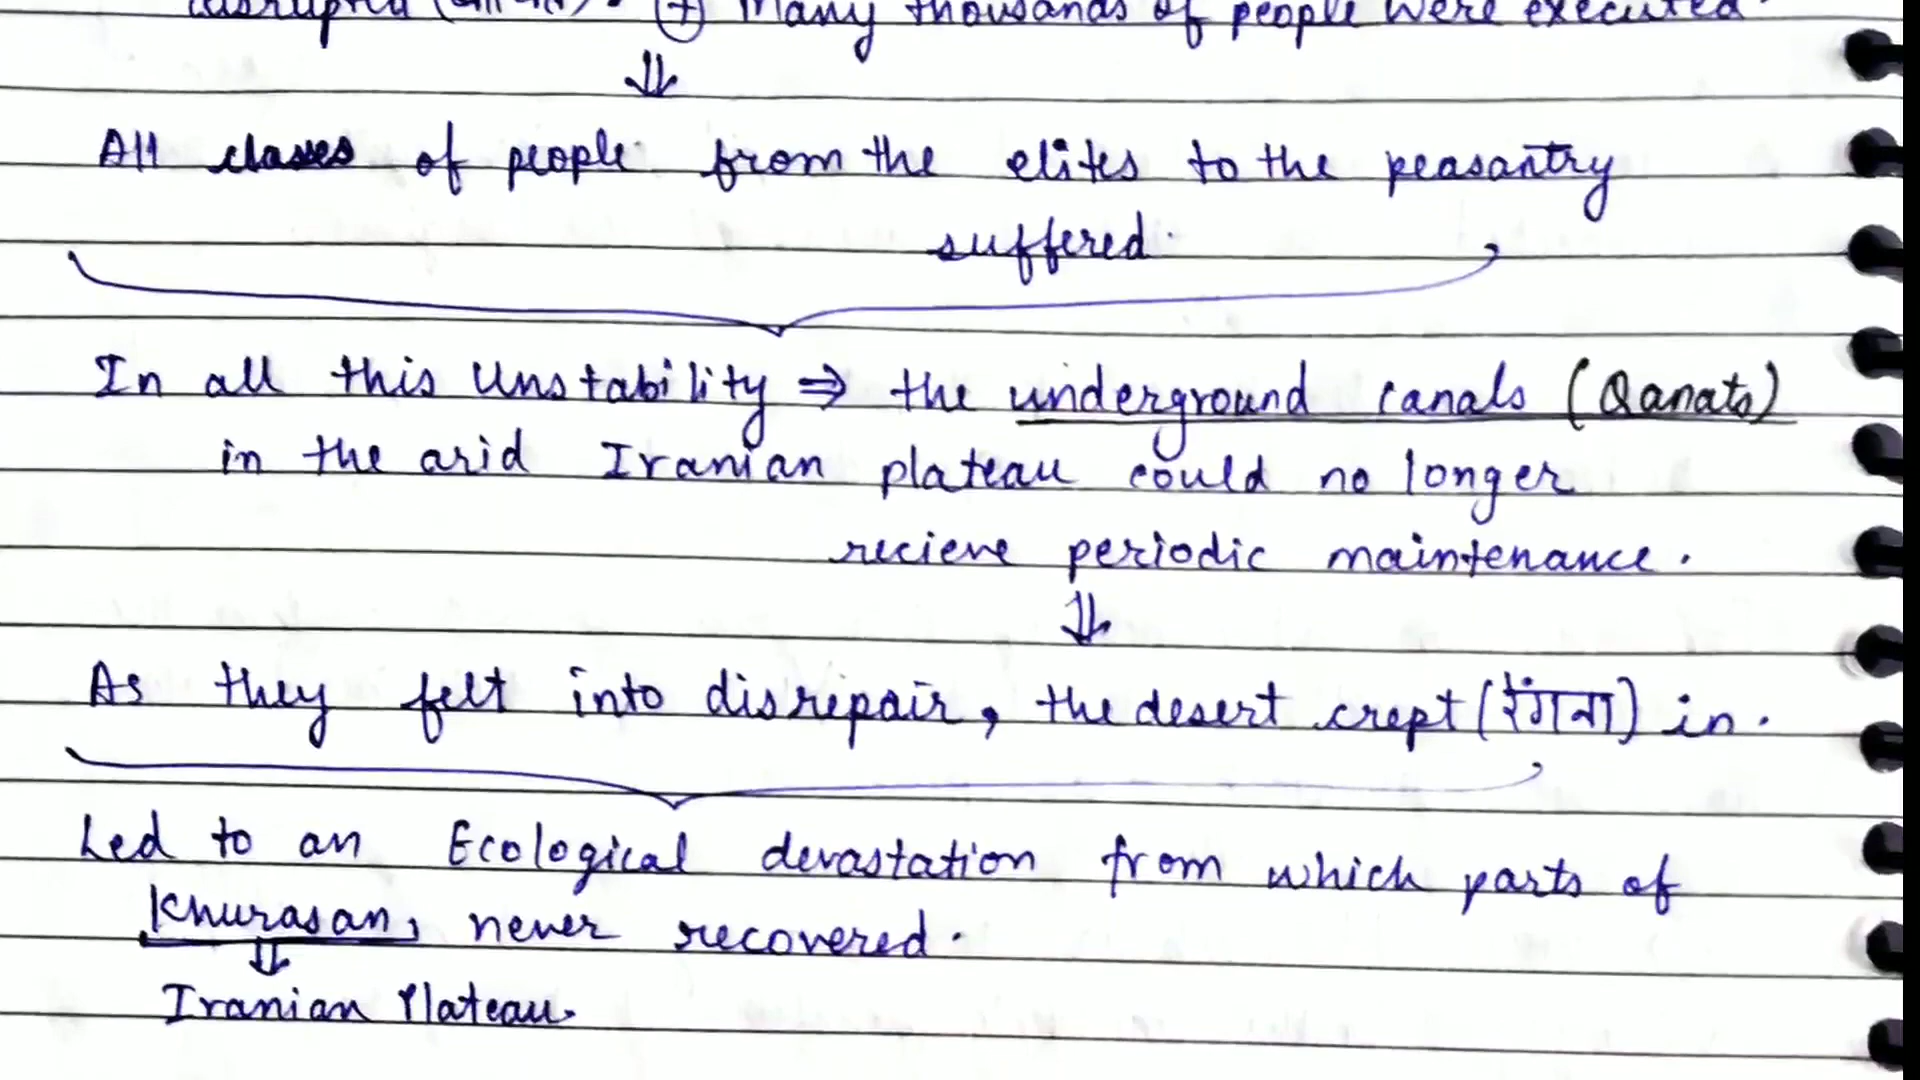 disrupted ⊕ Many thousands of people were executed.
⇓
All classes of people from the elites to the peasantry
suffered.
In all this Unstability ⇒ the underground canals (Qanats)
in the arid Iranian plateau could no longer
recieve periodic maintenance.
⇓
As they felt into disrepair, the desert crept (रेंगना) in.
Led to an Ecological devastation from which parts of
Khurasan, never recovered.
⇓
Iranian Plateau.